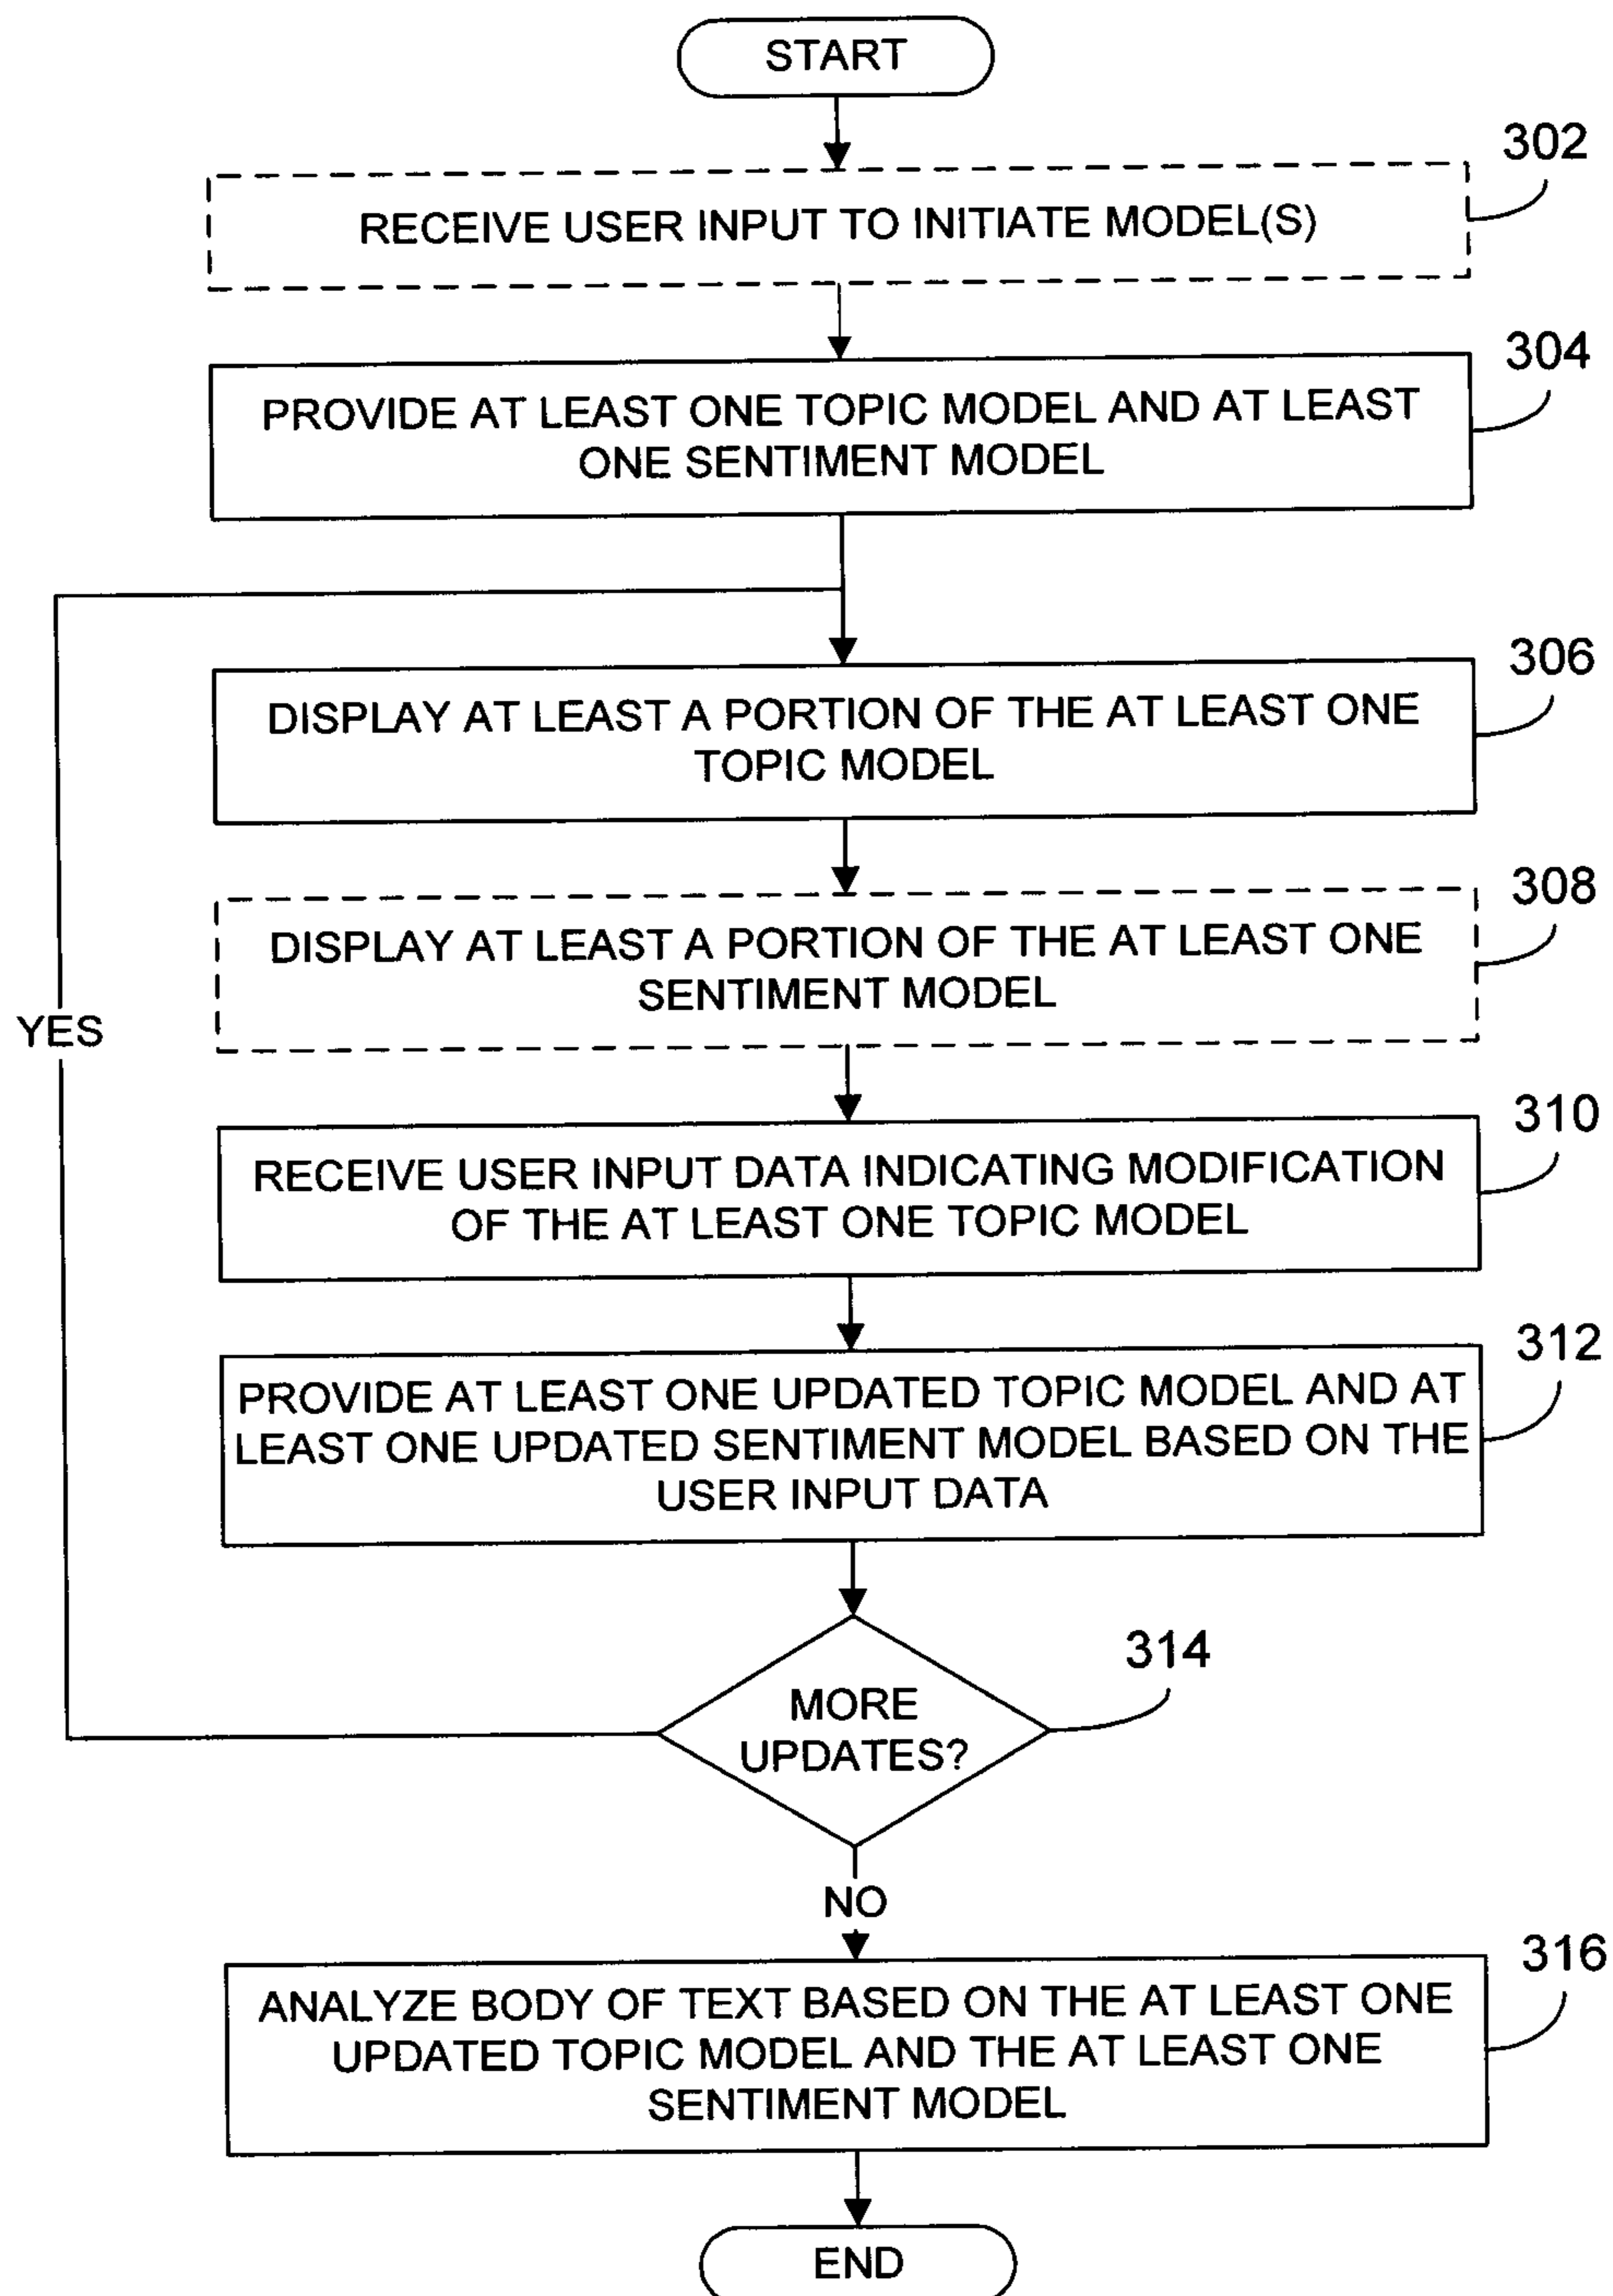 START
302
RECEIVE USER INPUT TO INITIATE MODEL(S)
304
PROVIDE AT LEAST ONE TOPIC MODEL AND AT LEAST
ONE SENTIMENT MODEL
306
DISPLAY AT LEAST A PORTION OF THE AT LEAST ONE
TOPIC MODEL
308
DISPLAY AT LEAST A PORTION OF THE AT LEAST ONE
SENTIMENT MODEL
YES
310
RECEIVE USER INPUT DATA INDICATING MODIFICATION
OF THE AT LEAST ONE TOPIC MODEL
312
PROVIDE AT LEAST ONE UPDATED TOPIC MODEL AND AT
LEAST ONE UPDATED SENTIMENT MODEL BASED ON THE
USER INPUT DATA
314
MORE
UPDATES?
NO
316
ANALYZE BODY OF TEXT BASED ON THE AT LEAST ONE
UPDATED TOPIC MODEL AND THE AT LEAST ONE
SENTIMENT MODEL
END